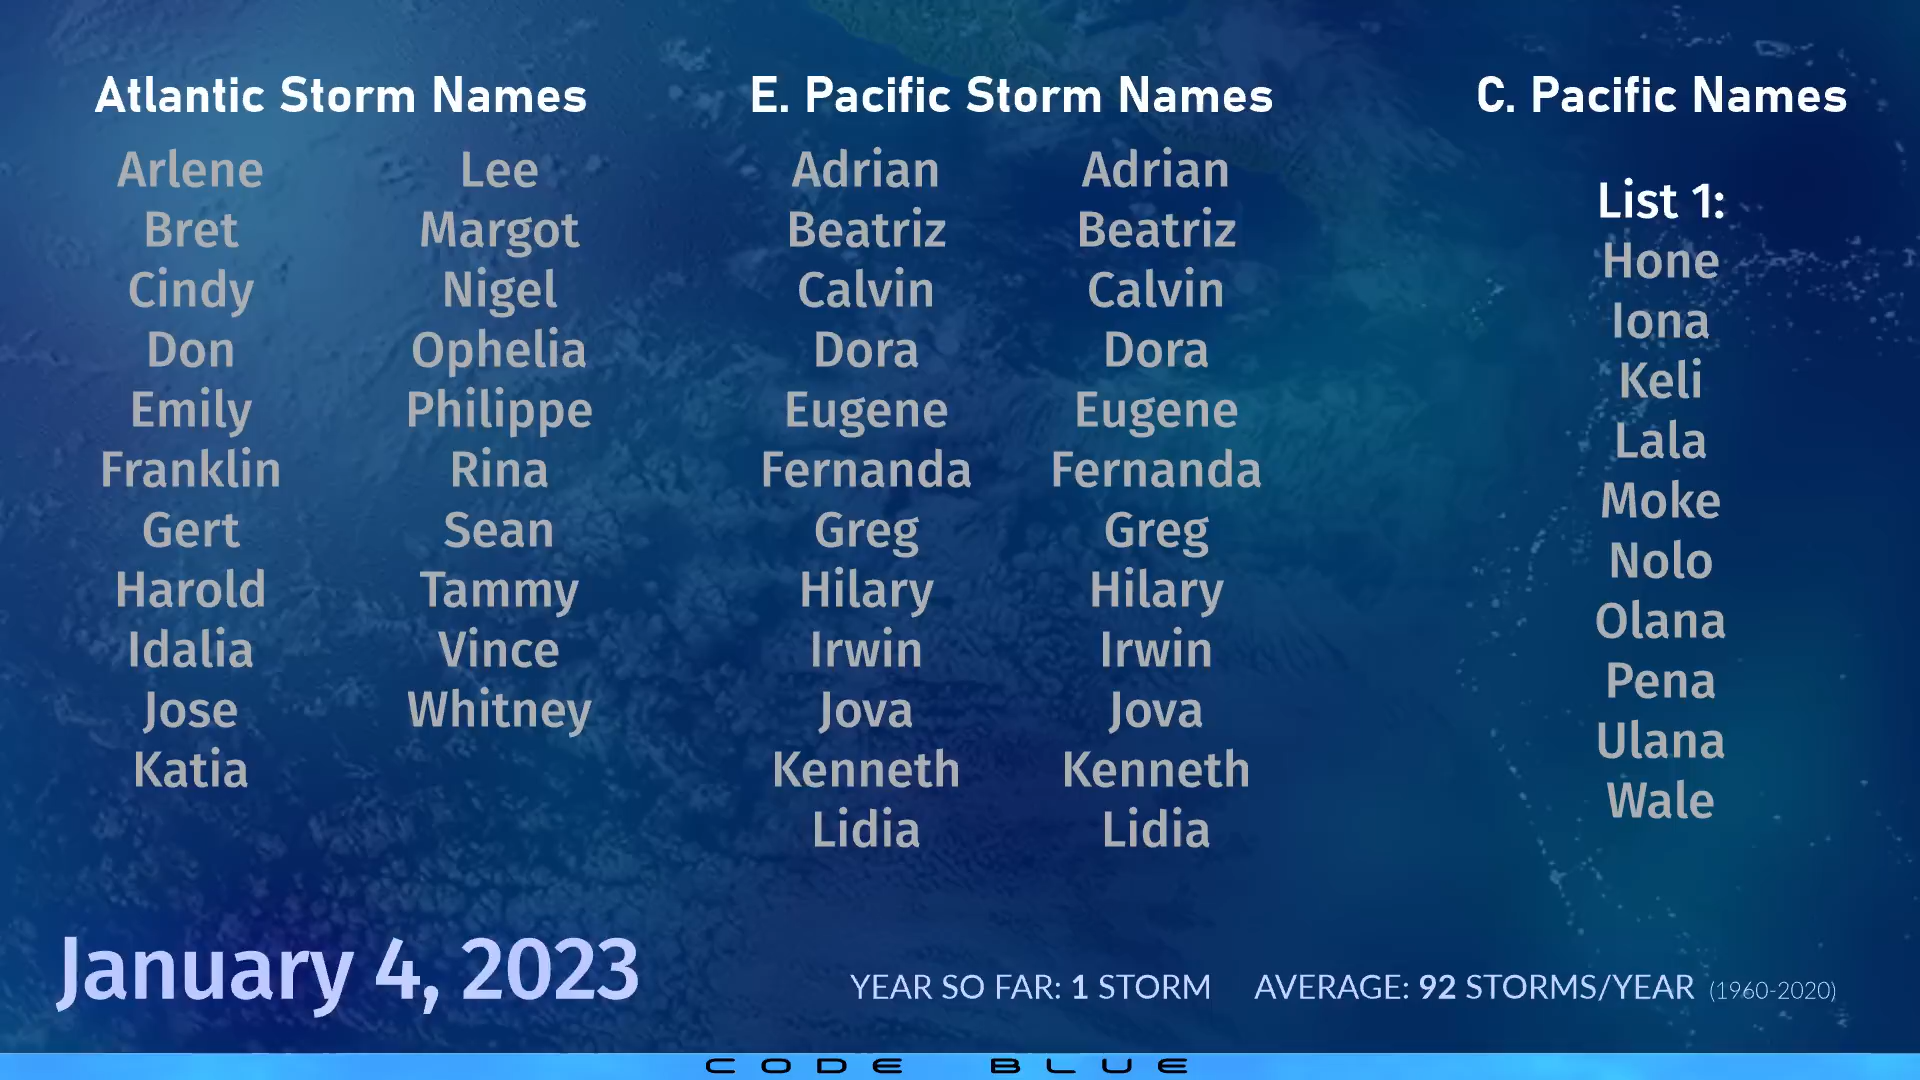 Atlantic Storm Names
Arlene
Bret
Cindy
Don
Emily
Franklin
Gert
Harold
Idalia
Jose
Katia
Lee
Margot
Nigel
Ophelia
Philippe
Rina
Sean
Tammy
Vince
Whitney
E. Pacific Storm Names
Adrian
Beatriz
Calvin
Dora
Eugene
Fernanda
Greg
Hilary
Irwin
Jova
Kenneth
Lidia
Adrian
Beatriz
Calvin
Dora
Eugene
Fernanda
Greg
Hilary
Irwin
Jova
Kenneth
Lidia
C. Pacific Names
List 1:
Hone
Iona
Keli
Lala
Moke
Nolo
Olana
Pena
Ulana
Wale
January 4, 2023
YEAR SO FAR: 1 STORM
AVERAGE: 92 STORMS/YEAR (1960-2020)
CODE BLUE